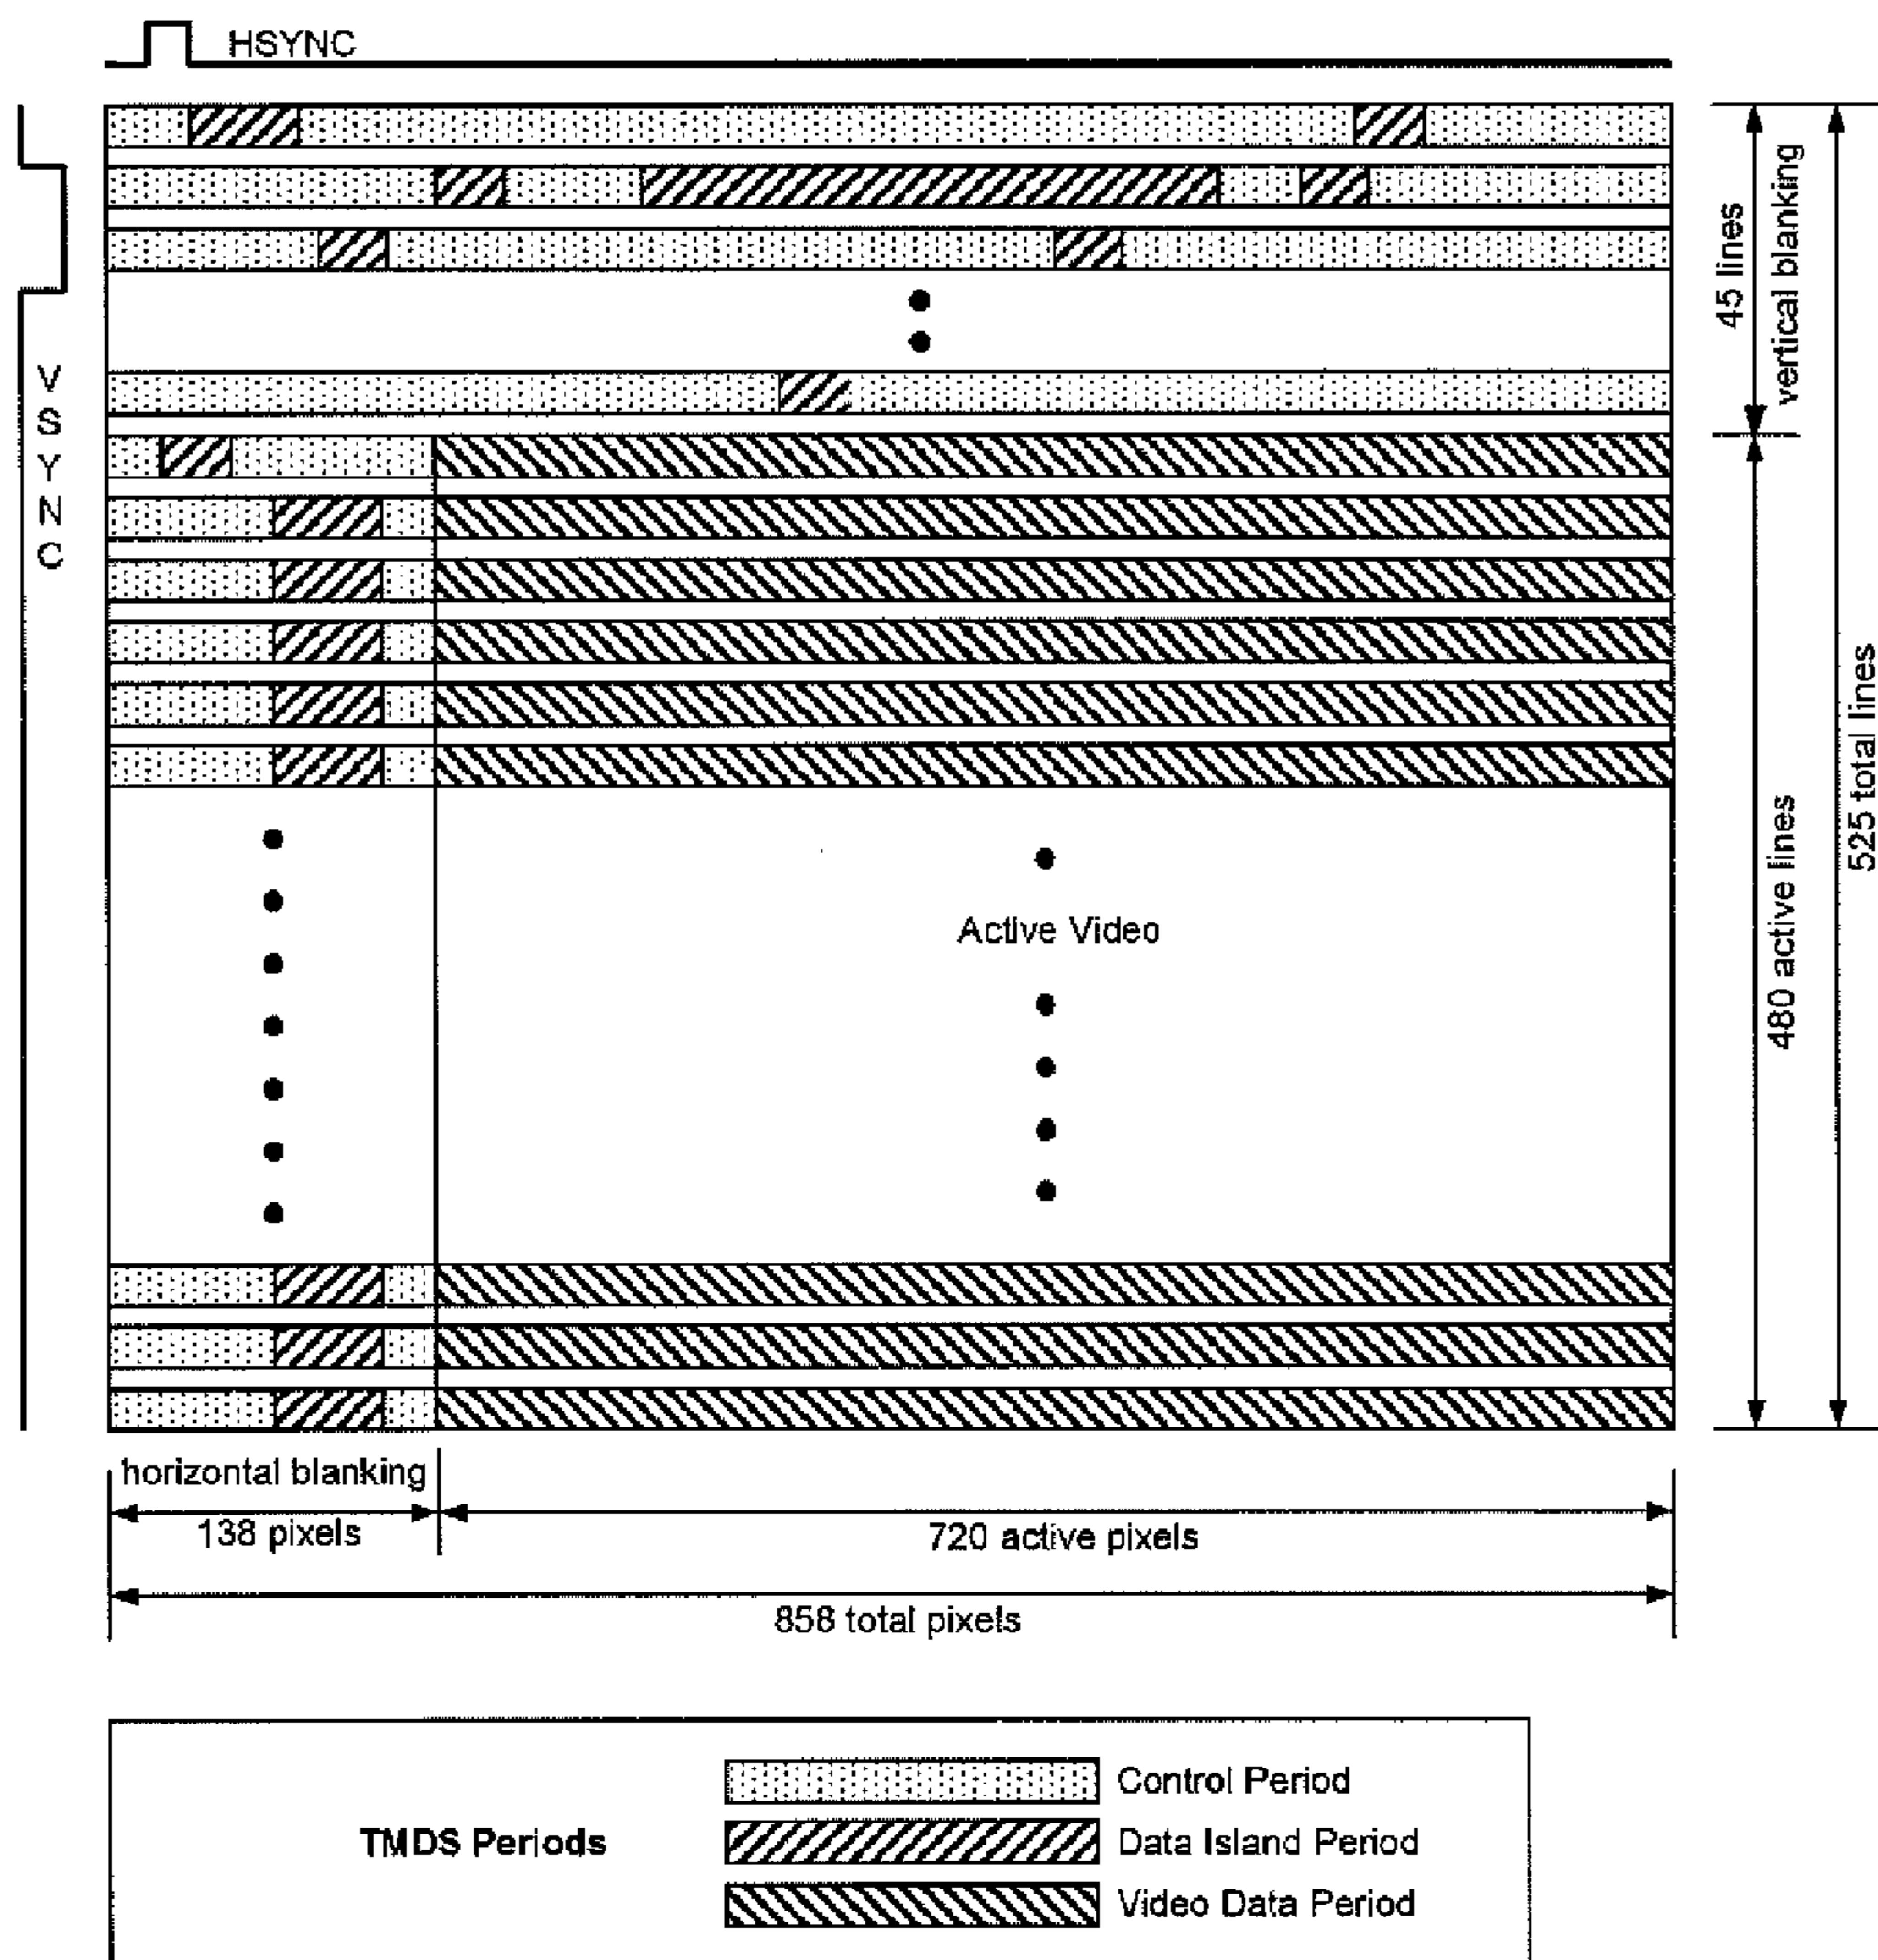 HSYNC
VSYNC
45 lines
vertical blanking
480 active lines
525 total lines
Active Video
horizontal blanking
138 pixels
720 active pixels
858 total pixels
TMDS Periods
Control Period
Data Island Period
Video Data Period